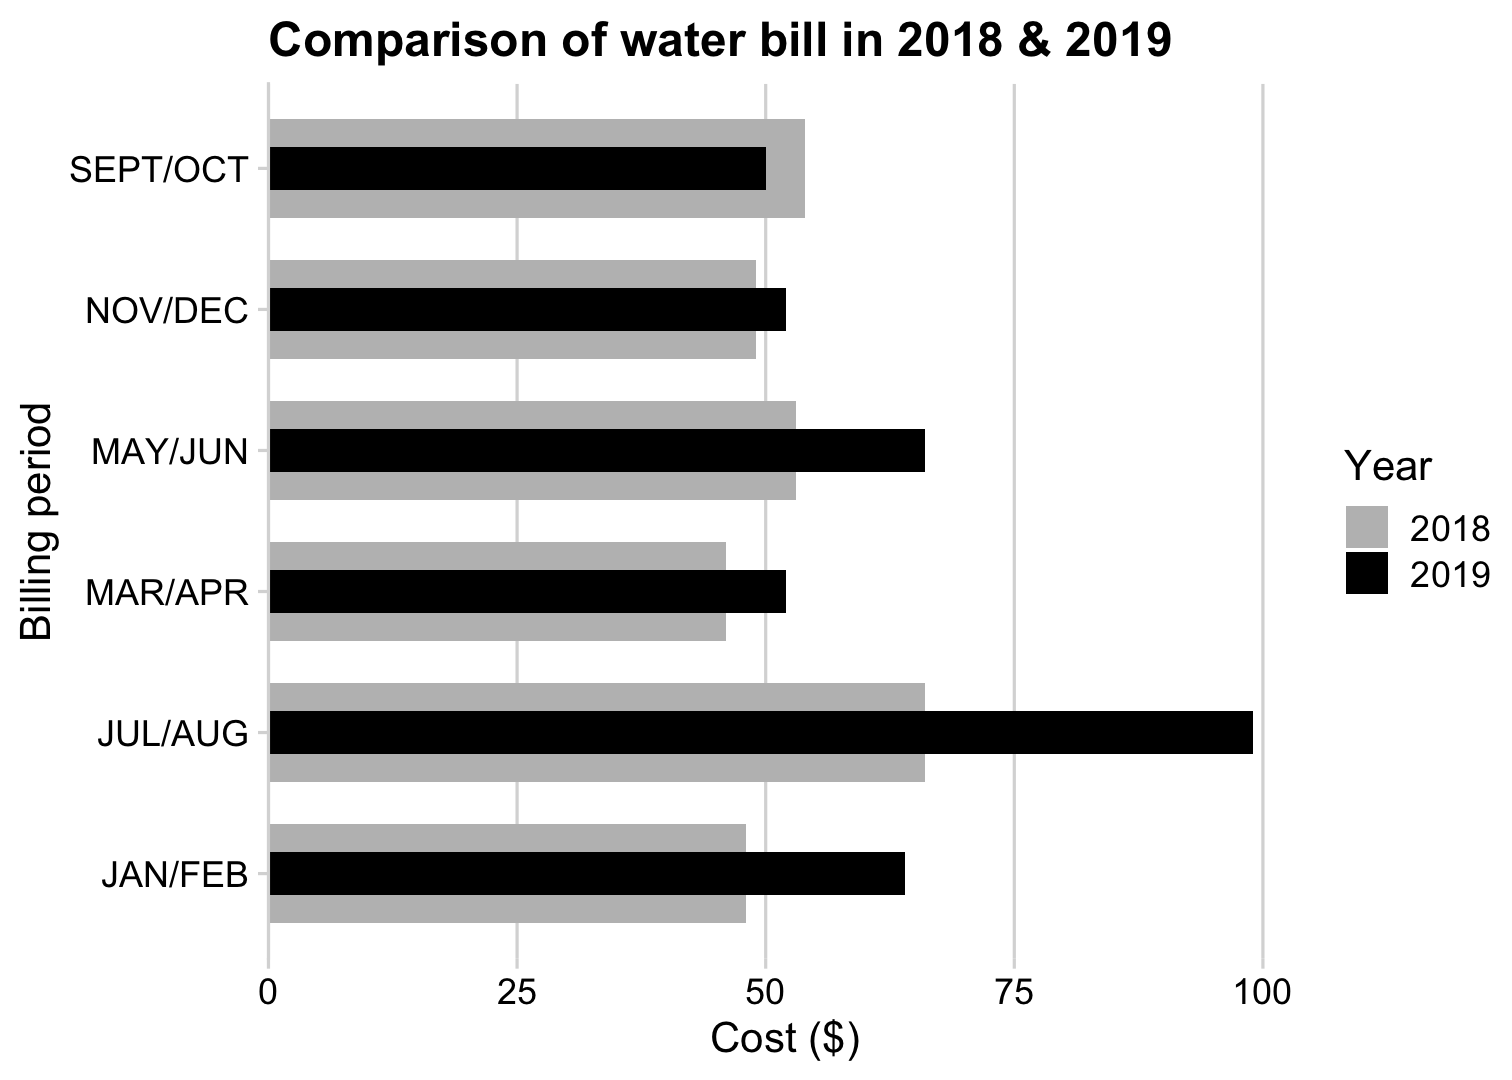 Comparison of water bill in 2018 & 2019
SEPT/OCT
NOV/DEC
MAY/JUN
MAR/APR
JUL/AUG
JAN/FEB
Billing period
0 25 50 75 100
Cost ($)
Year
2018
2019